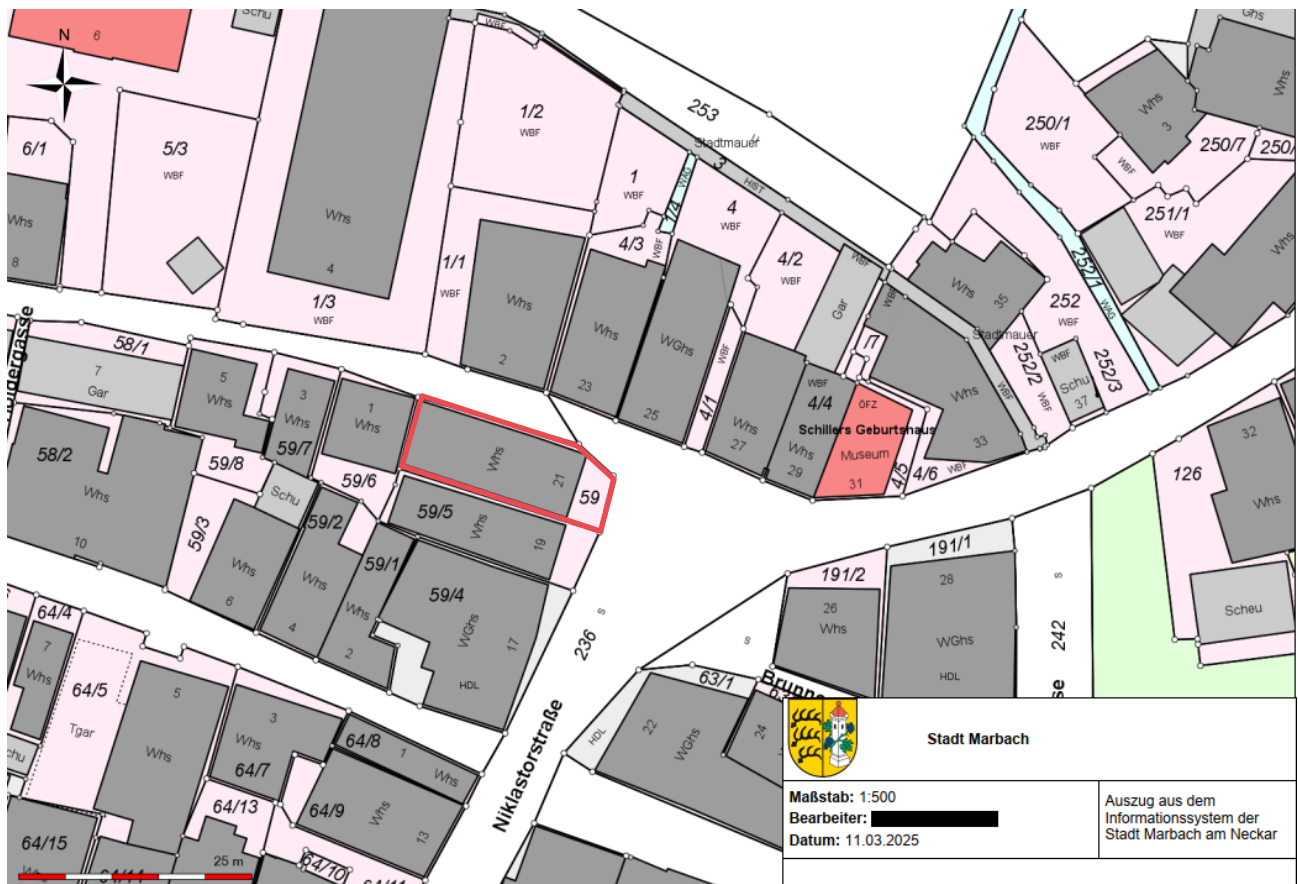 N
6
Schu
WBF
1/2
WBF
253
Stadtmauer
3
HIST
Ghs
Whs
Whs
3
250/1
WBF
250/7
WBF
250/
6/1
5/3
WBF
WBF
1
WBF
WAG
1/4
4
WBF
251/1
WBF
Whs
Whs
8
Whs
4
4/3
WBF
1/1
WBF
4/2
WBF
WBF
252/1
WAG
Whs
35
252
WBF
1/3
WBF
Whs
2
Whs
23
WGhs
25
Gar
WBF
Stadtmauer
58/1
7
Gar
5
Whs
3
Whs
59/7
1
Whs
WBF
4/1
Whs
27
WBF
4/4
Whs
29
ÖFZ
Schillers Geburtshaus
Museum
31
4/5
4/6
WBF
Whs
33
252/2
WBF
WBF
Schu
37
252/3
58/2
Whs
10
59/8
59/6
Whs
21
59
32
Whs
126
Schu
59/3
59/2
59/5
Whs
19
Whs
6
Whs
4
59/1
Whs
2
59/4
WGhs
17
HDL
191/1
191/2
28
26
Whs
WGhs
HDL
S
242
S
236
S
Scheu
64/4
7
Whs
64/5
Tgar
5
Whs
3
Whs
64/7
64/8
1
Whs
Niklastorstraße
63/1
HDL
22
WGhs
24
64/13
64/9
Whs
13
64/15
Whs
64/10
25 m
Stadt Marbach
Maßstab: 1:500
Bearbeiter:
Datum: 11.03.2025
Auszug aus dem
Informationssystem der
Stadt Marbach am Neckar